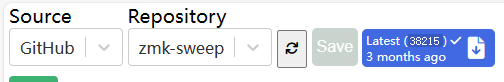 Source Repository
GitHub zmk-sweep Save Latest (38215)
3 months ago